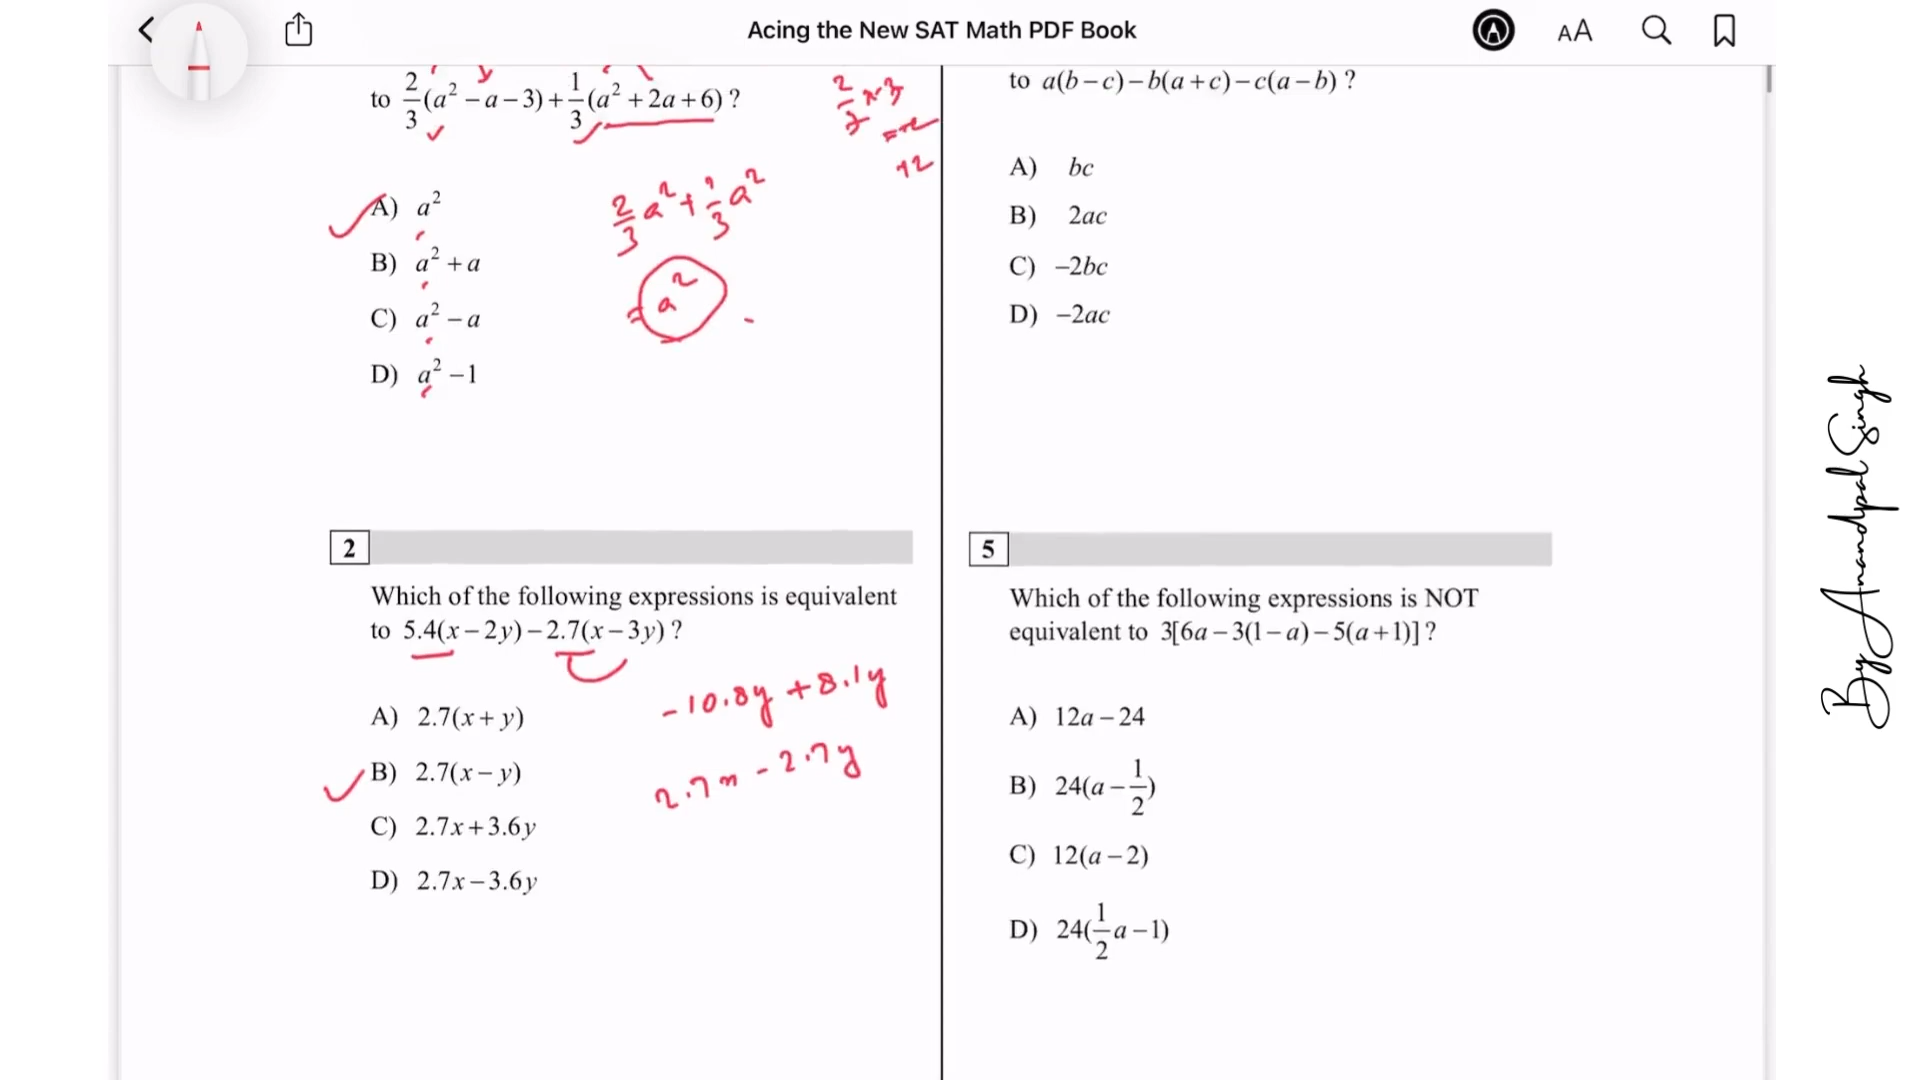 Acing the New SAT Math PDF Book
AA
to 2/3(a² − a − 3) + 1/3(a² + 2a + 6) ?
A) a²
B) a² + a
C) a² − a
D) a² − 1
2/3 a² + 1/3 a²
= a²
2
Which of the following expressions is equivalent
to 5.4(x − 2y) − 2.7(x − 3y) ?
A) 2.7(x + y)
B) 2.7(x − y)
C) 2.7x + 3.6y
D) 2.7x − 3.6y
-10.8y + 8.1y
2.7x - 2.7y
to a(b − c) − b(a + c) − c(a − b) ?
A) bc
B) 2ac
C) −2bc
D) −2ac
5
Which of the following expressions is NOT
equivalent to 3[6a − 3(1 − a) − 5(a + 1)] ?
A) 12a − 24
B) 24(a − 1/2)
C) 12(a − 2)
D) 24(1/2 a − 1)
By Anandpal Singh